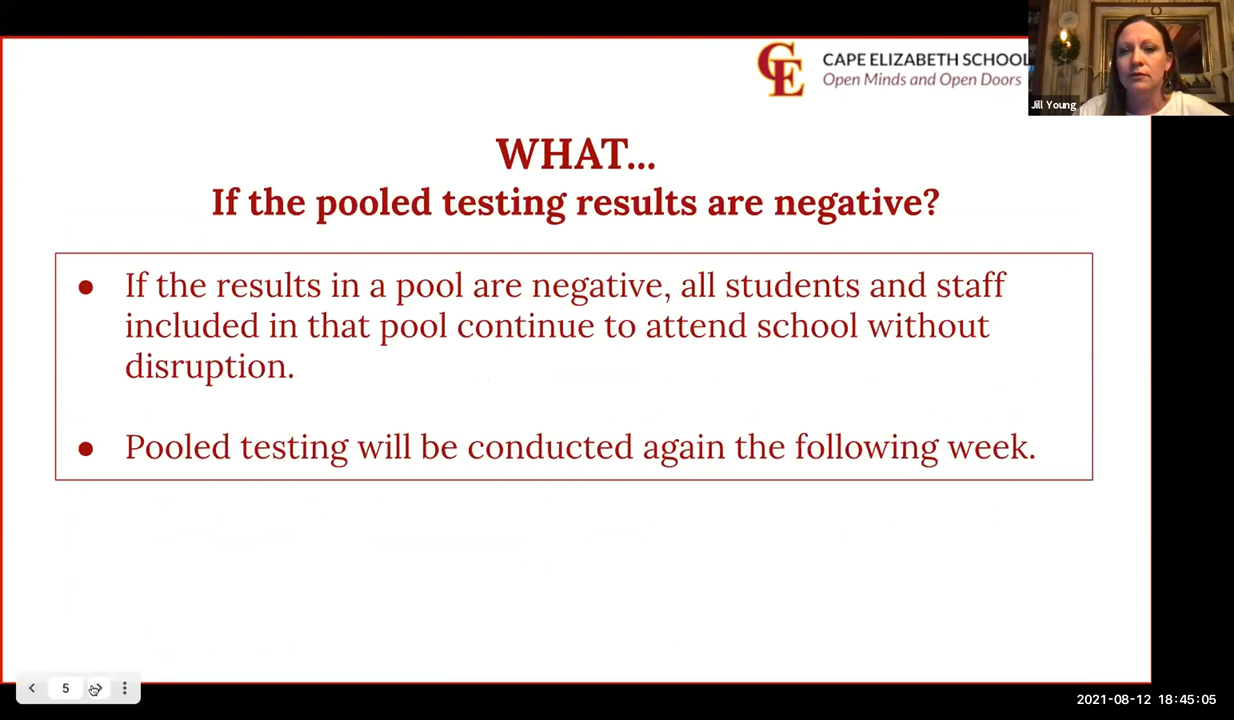 CE
CAPE ELIZABETH SCHOOL
Open Minds and Open Doors
Jill Young
WHAT...
If the pooled testing results are negative?
● If the results in a pool are negative, all students and staff
included in that pool continue to attend school without
disruption.
● Pooled testing will be conducted again the following week.
5
2021-08-12 18:45:05